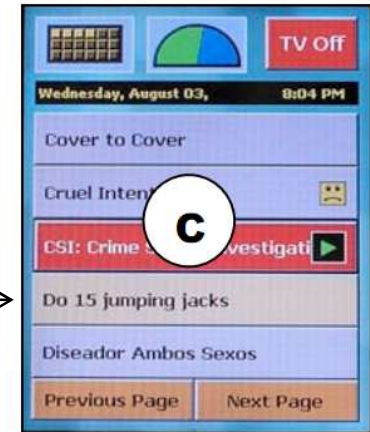 TV Off
Wednesday, August 03, 8:04 PM
Cover to Cover
Cruel Inten
C
CSI: Crime S vestigati
Do 15 jumping jacks
Diseador Ambos Sexos
Previous Page Next Page